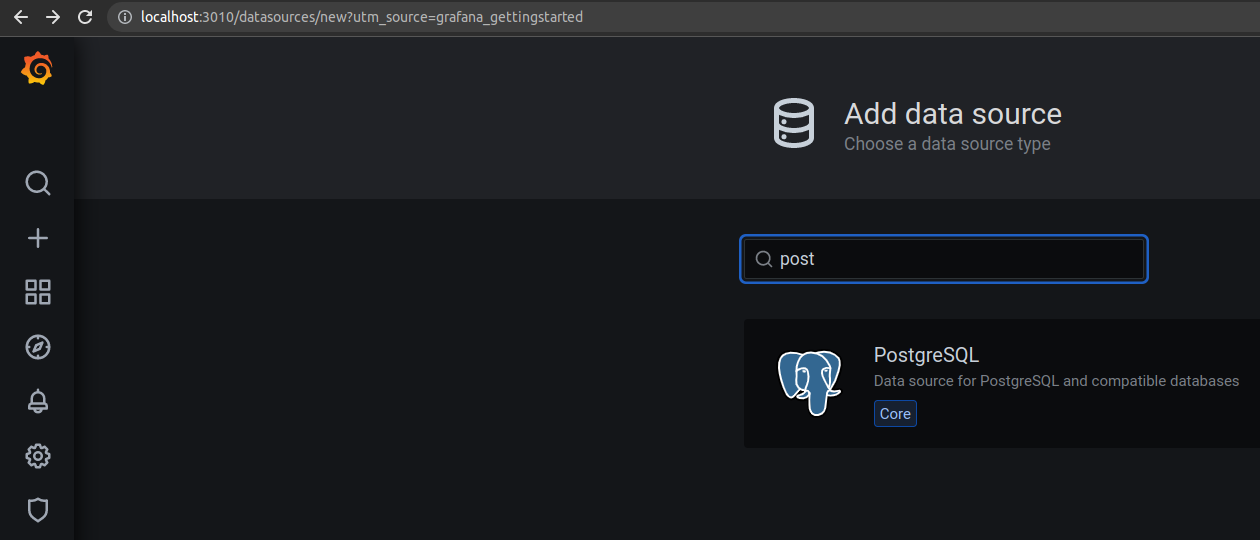 localhost:3010/datasources/new?utm_source=grafana_gettingstarted
Add data source
Choose a data source type
post
PostgreSQL
Data source for PostgreSQL and compatible databases
Core